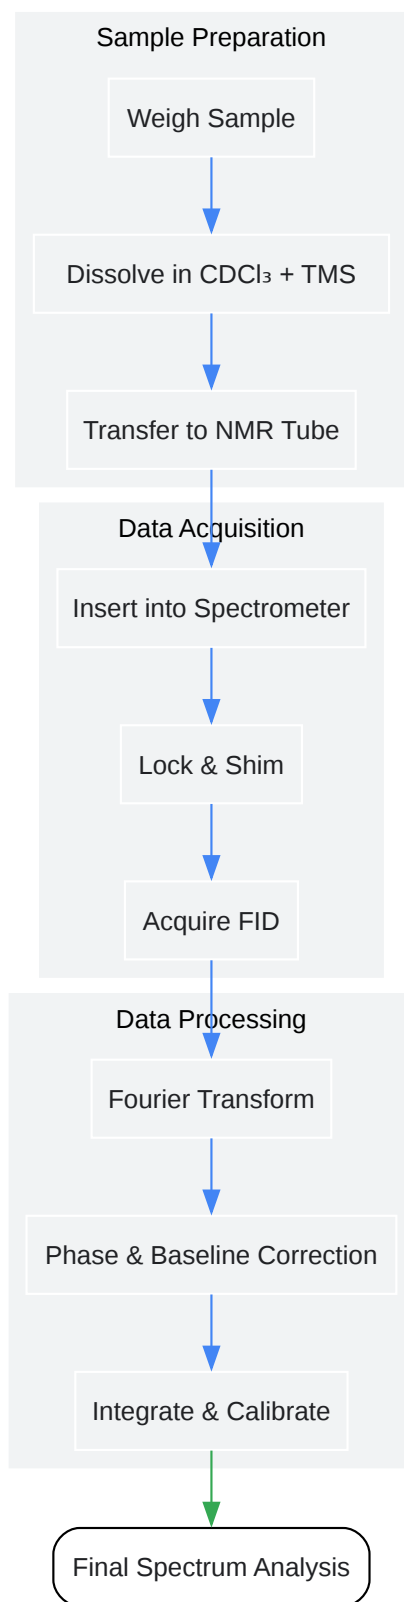 Sample Preparation
Weigh Sample
Dissolve in CDCl₃ + TMS
Transfer to NMR Tube
Data Acquisition
Insert into Spectrometer
Lock & Shim
Acquire FID
Data Processing
Fourier Transform
Phase & Baseline Correction
Integrate & Calibrate
Final Spectrum Analysis